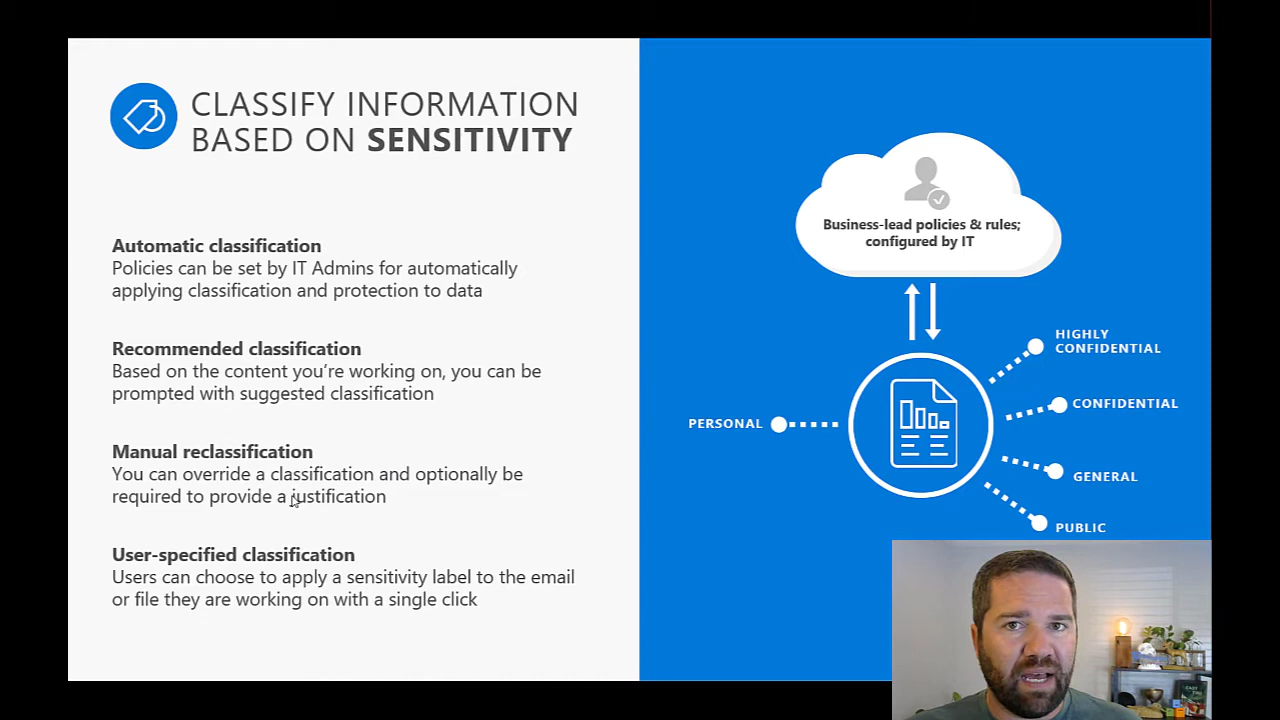 CLASSIFY INFORMATION
BASED ON SENSITIVITY
Automatic classification
Policies can be set by IT Admins for automatically
applying classification and protection to data
Recommended classification
Based on the content you're working on, you can be
prompted with suggested classification
Manual reclassification
You can override a classification and optionally be
required to provide a justification
User-specified classification
Users can choose to apply a sensitivity label to the email
or file they are working on with a single click
Business-lead policies & rules;
configured by IT
HIGHLY
CONFIDENTIAL
CONFIDENTIAL
PERSONAL
GENERAL
PUBLIC